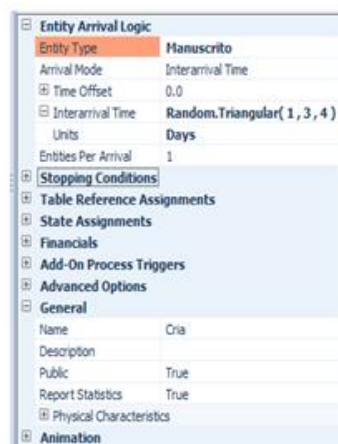 Entity Arrival Logic
Entity Type Manuscrito
Arrival Mode Interarrival Time
Time Offset 0.0
Interarrival Time Random.Triangular( 1 , 3 , 4 )
Units Days
Entities Per Arrival 1
Stopping Conditions
Table Reference Assignments
State Assignments
Financials
Add-On Process Triggers
Advanced Options
General
Name Cria
Description
Public True
Report Statistics True
Physical Characteristics
Animation